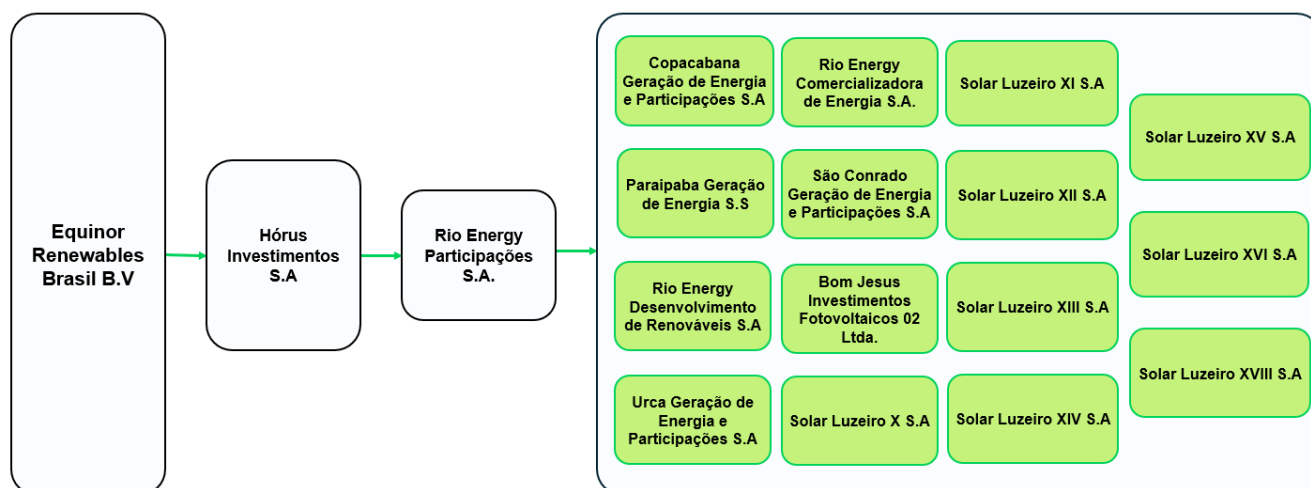 Equinor
Renewables
Brasil B.V
Hórus
Investimentos
S.A
Rio Energy
Participações
S.A.
Copacabana
Geração de Energia
e Participações S.A
Paraipaba Geração
de Energia S.S
Rio Energy
Desenvolvimento
de Renováveis S.A
Urca Geração de
Energia e
Participações S.A
Rio Energy
Comercializadora
de Energia S.A.
São Conrado
Geração de Energia
e Participações S.A
Bom Jesus
Investimentos
Fotovoltaicos 02
Ltda.
Solar Luzeiro X S.A
Solar Luzeiro XI S.A
Solar Luzeiro XII S.A
Solar Luzeiro XIII S.A
Solar Luzeiro XIV S.A
Solar Luzeiro XV S.A
Solar Luzeiro XVI S.A
Solar Luzeiro XVIII S.A